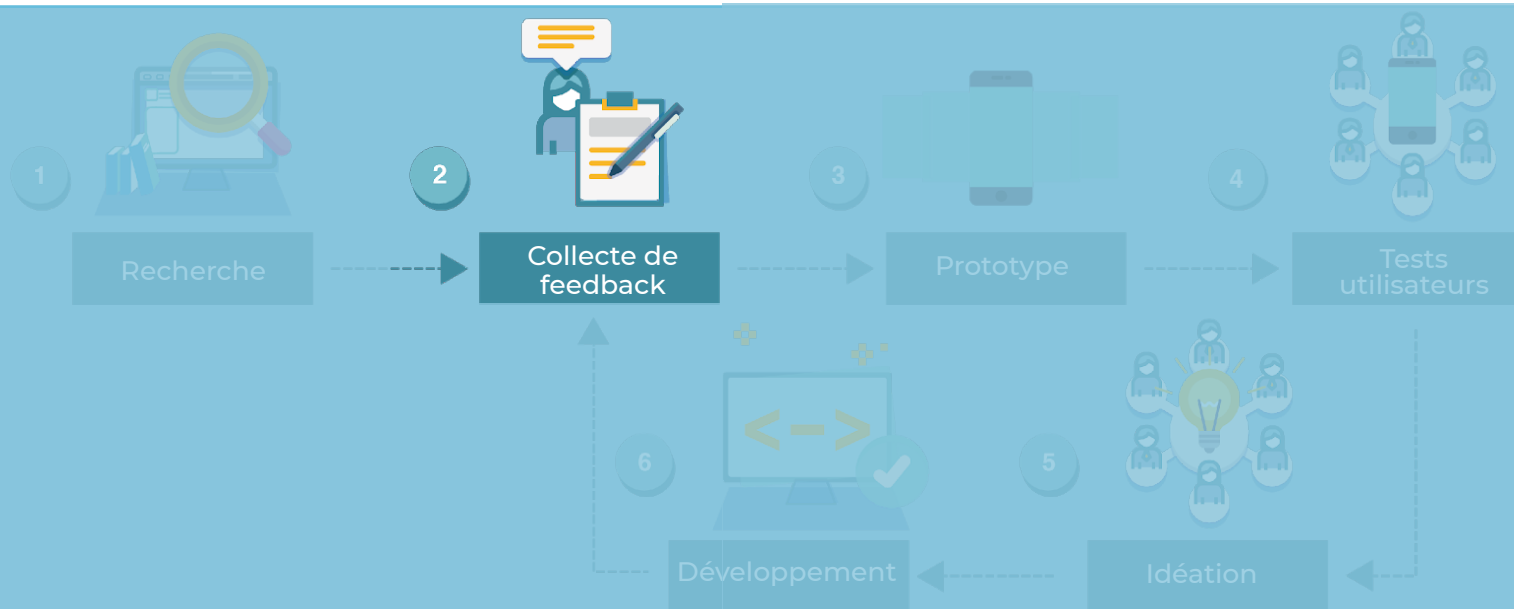 1
Recherche
2
Collecte de
feedback
3
Prototype
4
Tests
utilisateurs
6
Développement
5
Idéation